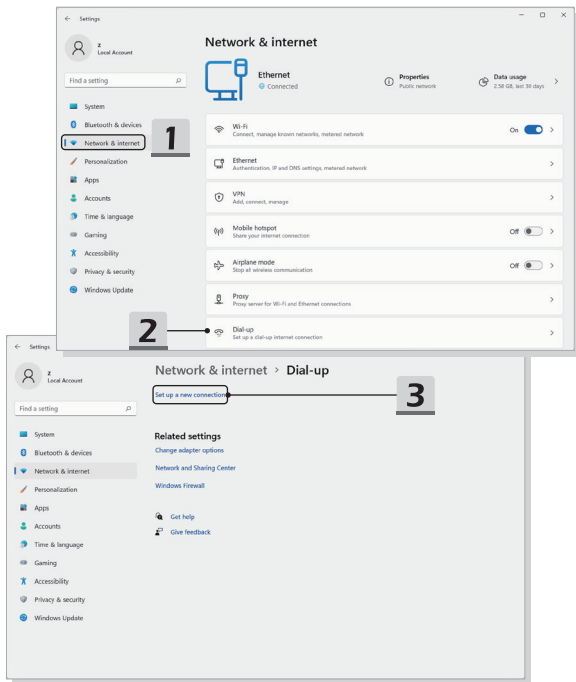 Settings
z
Local Account
Find a setting
System
Bluetooth & devices
Network & internet
Personalization
Apps
Accounts
Time & language
Gaming
Accessibility
Privacy & security
Windows Update
1
Network & internet
Ethernet
Connected
Properties
Public network
Data usage
2.58 GB, last 30 days
Wi-Fi
Connect, manage known networks, metered network
On
Ethernet
Authentication, IP and DNS settings, metered network
VPN
Add, connect, manage
Mobile hotspot
Share your internet connection
Off
Airplane mode
Stop all wireless communication
Off
Proxy
Proxy server for Wi-Fi and Ethernet connections
2
Dial-up
Set up a dial-up internet connection
Settings
z
Local Account
Find a setting
System
Bluetooth & devices
Network & internet
Personalization
Apps
Accounts
Time & language
Gaming
Accessibility
Privacy & security
Windows Update
Network & internet > Dial-up
Set up a new connection
3
Related settings
Change adapter options
Network and Sharing Center
Windows Firewall
Get help
Give feedback